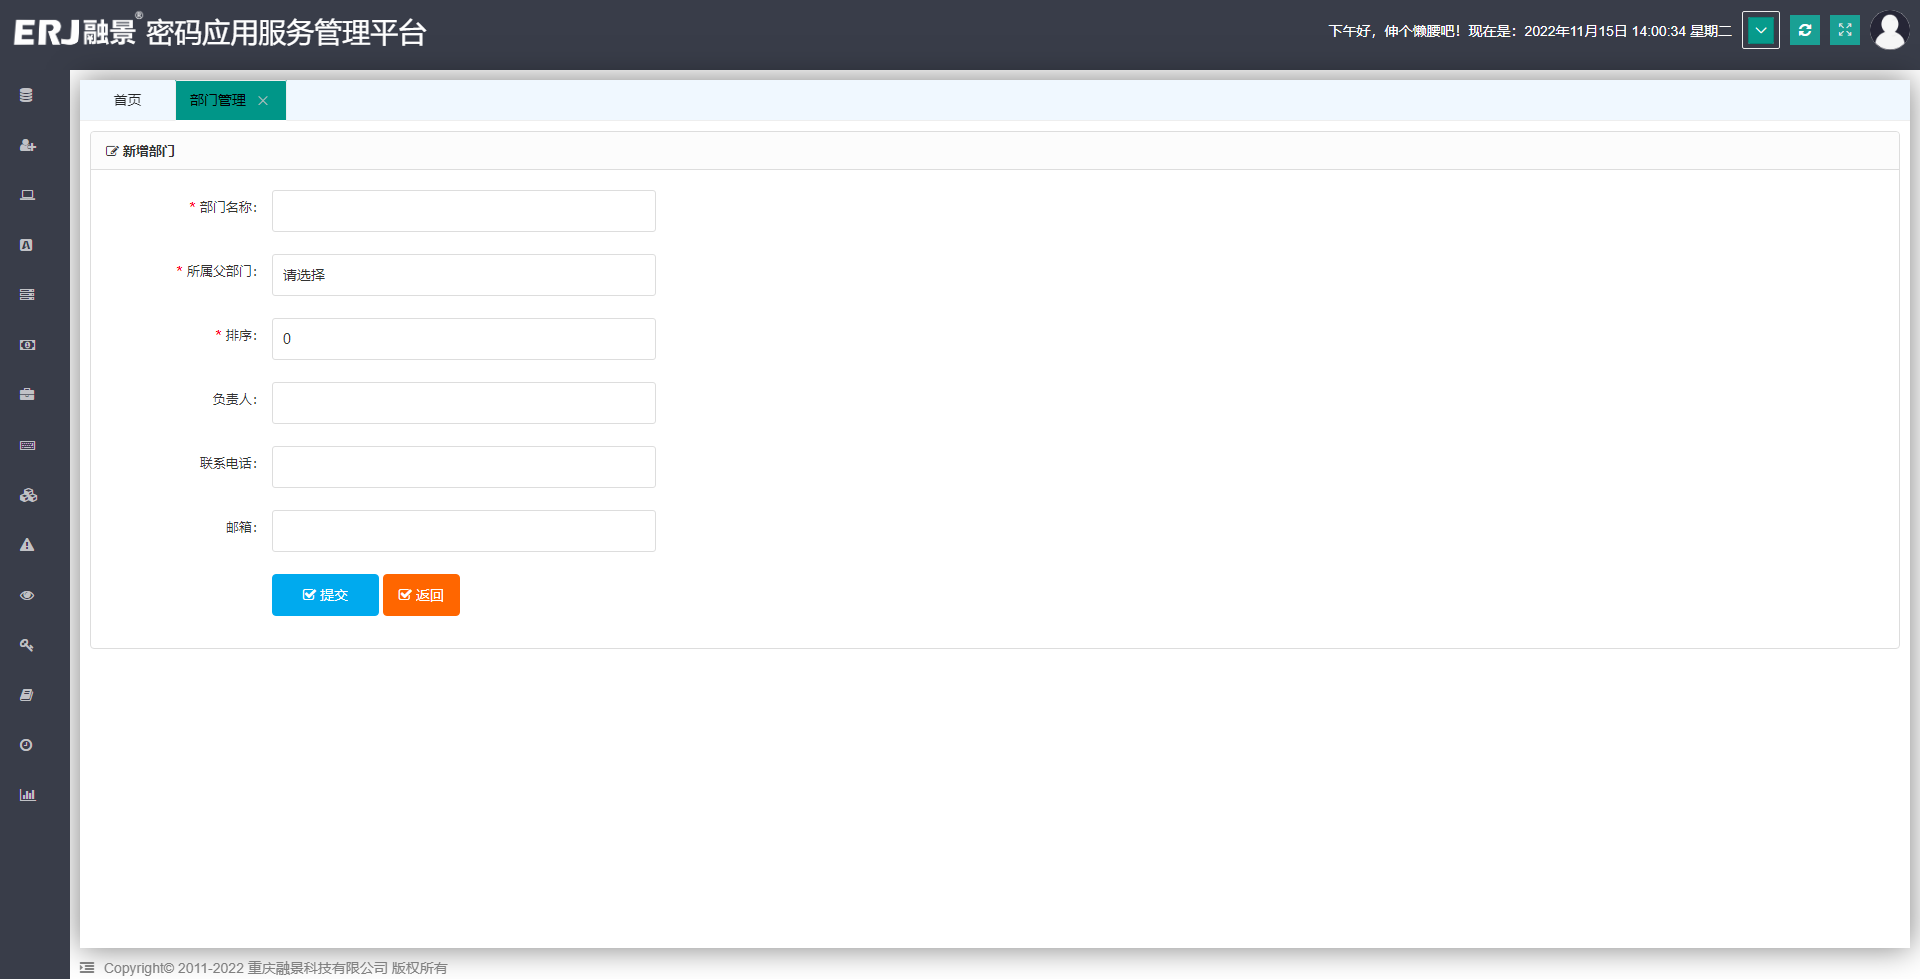 ERJ融景® 密码应用服务管理平台
下午好，伸个懒腰吧！现在是：2022年11月15日 14:00:34 星期二
首页
部门管理
新增部门
* 部门名称：
* 所属父部门： 请选择
* 排序： 0
负责人：
联系电话：
邮箱：
提交 返回
Copyright© 2011-2022 重庆融景科技有限公司 版权所有